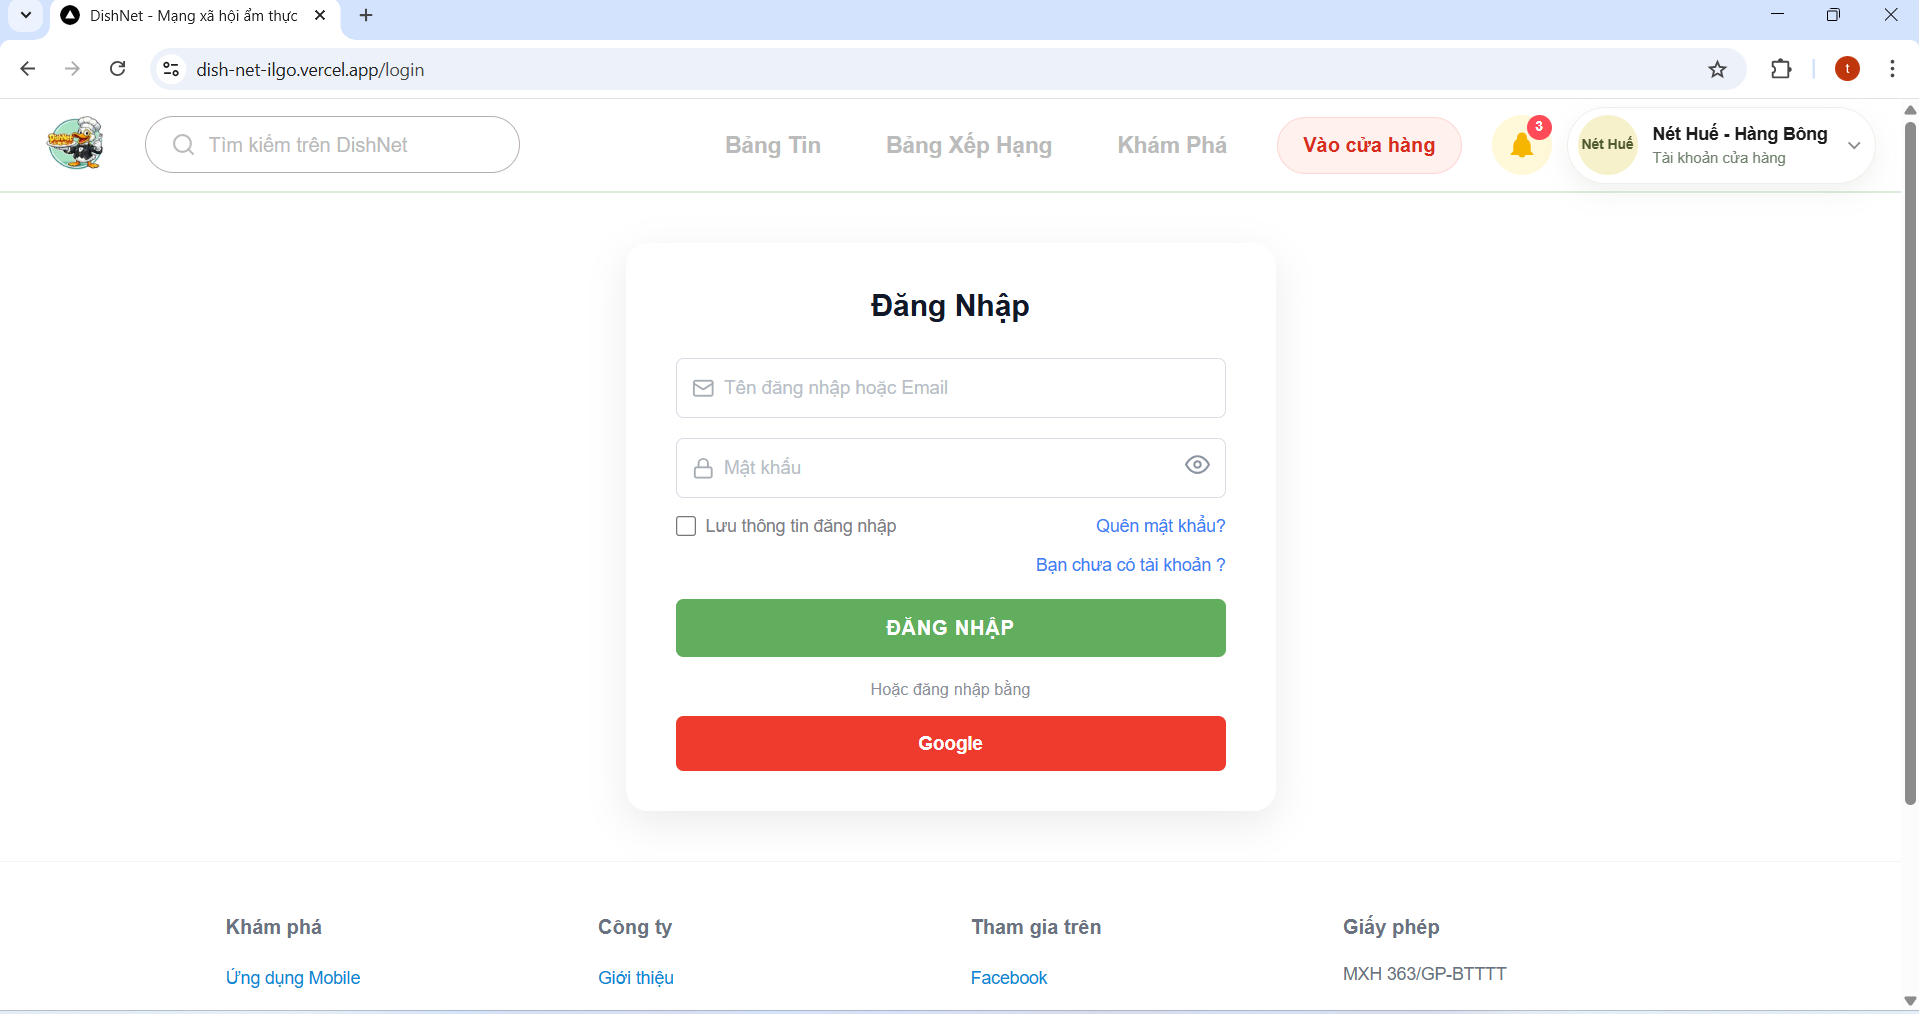 DishNet - Mạng xã hội ẩm thực
dish-net-ilgo.vercel.app/login
t
DishNet
Tìm kiếm trên DishNet
Bảng Tin
Bảng Xếp Hạng
Khám Phá
Vào cửa hàng
3
Nét Huế
Nét Huế - Hàng Bông
Tài khoản cửa hàng
Đăng Nhập
Tên đăng nhập hoặc Email
Mật khẩu
Lưu thông tin đăng nhập
Quên mật khẩu?
Bạn chưa có tài khoản ?
ĐĂNG NHẬP
Hoặc đăng nhập bằng
Google
Khám phá
Công ty
Tham gia trên
Giấy phép
Ứng dụng Mobile
Giới thiệu
Facebook
MXH 363/GP-BTTTT